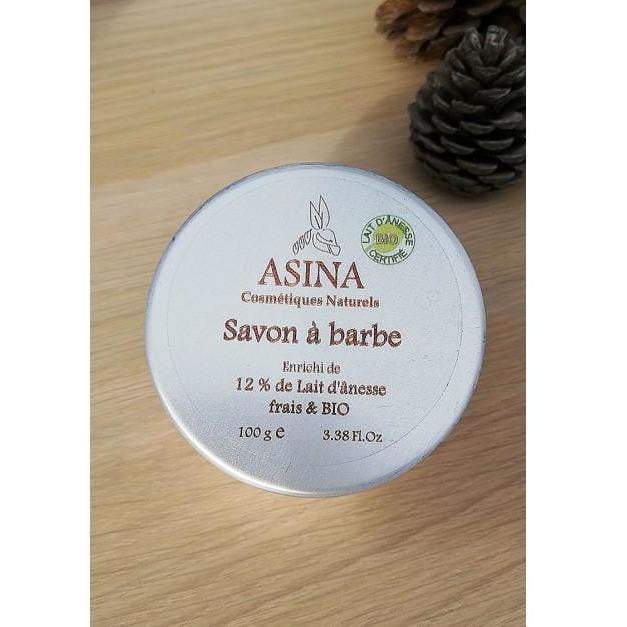 LAIT D'ÂNESSE
BIO
CERTIFIÉ
ASINA
Cosmétiques Naturels
Savon à barbe
Enrichi de
12 % de Lait d'ânesse
frais & BIO
100 g e 3.38 Fl.Oz